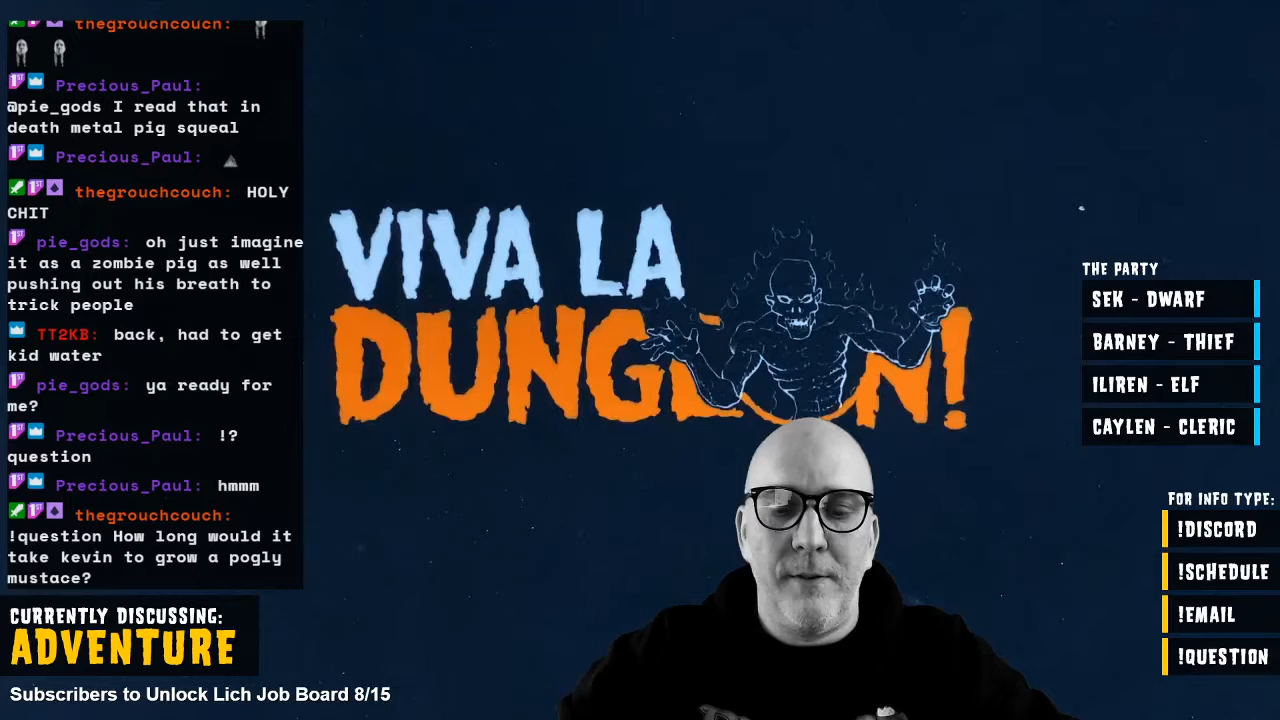 thegrouchcouch:
Precious_Paul:
@pie_gods I read that in
death metal pig squeal
Precious_Paul:
thegrouchcouch: HOLY
CHIT
pie_gods: oh just imagine
it as a zombie pig as well
pushing out his breath to
trick people
TT2KB: back, had to get
kid water
pie_gods: ya ready for
me?
Precious_Paul: !?
question
Precious_Paul: hmmm
thegrouchcouch:
!question How long would it
take kevin to grow a pogly
mustace?
CURRENTLY DISCUSSING:
ADVENTURE
Subscribers to Unlock Lich Job Board 8/15
VIVA LA
DUNGEON!
THE PARTY
SEK - DWARF
BARNEY - THIEF
ILIREN - ELF
CAYLEN - CLERIC
FOR INFO TYPE:
!DISCORD
!SCHEDULE
!EMAIL
!QUESTION